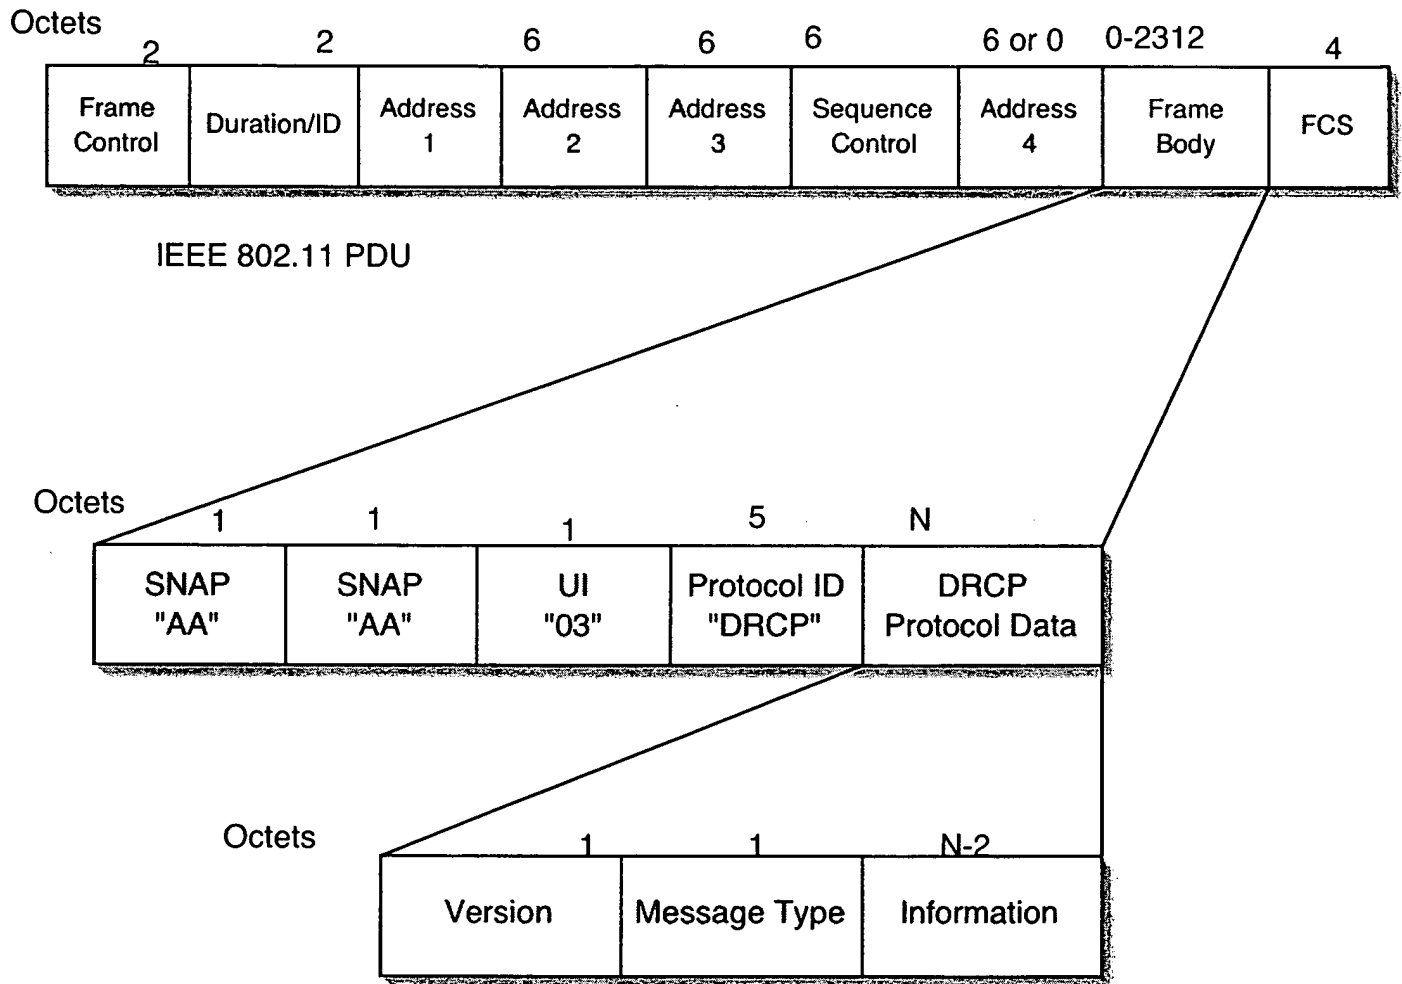 Octets
2 2 6 6 6 6 or 0 0-2312 4
Frame Control
Duration/ID
Address 1
Address 2
Address 3
Sequence Control
Address 4
Frame Body
FCS
IEEE 802.11 PDU
Octets
1 1 1 5 N
SNAP "AA"
SNAP "AA"
UI "03"
Protocol ID "DRCP"
DRCP Protocol Data
Octets
1 1 N-2
Version
Message Type
Information